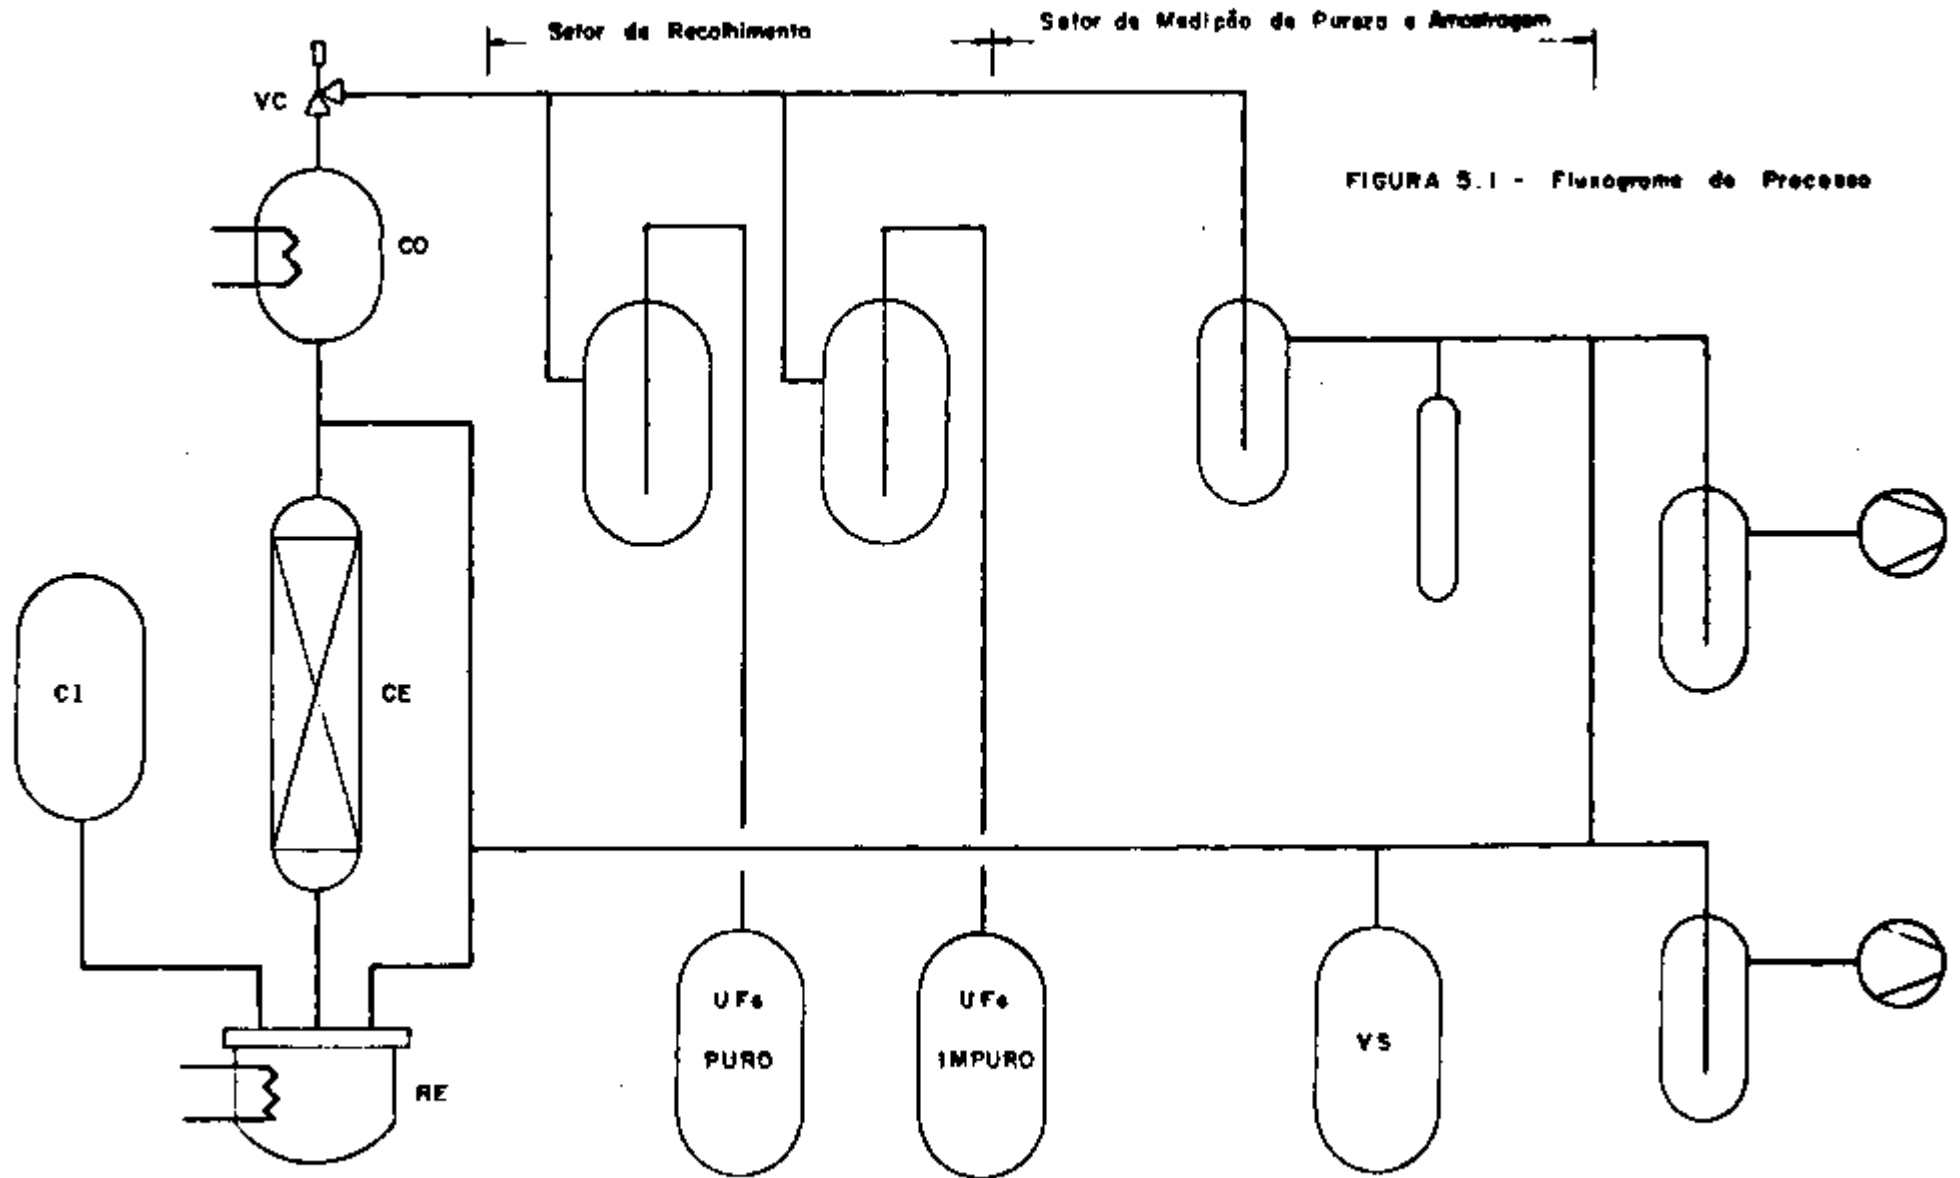 Setor de Recolhimento
Setor de Medição de Pureza e Amostragem
VC
FIGURA 5.1 - Fluxograma de Processo
CO
C1
CE
UF6
PURO
UF6
IMPURO
VS
RE